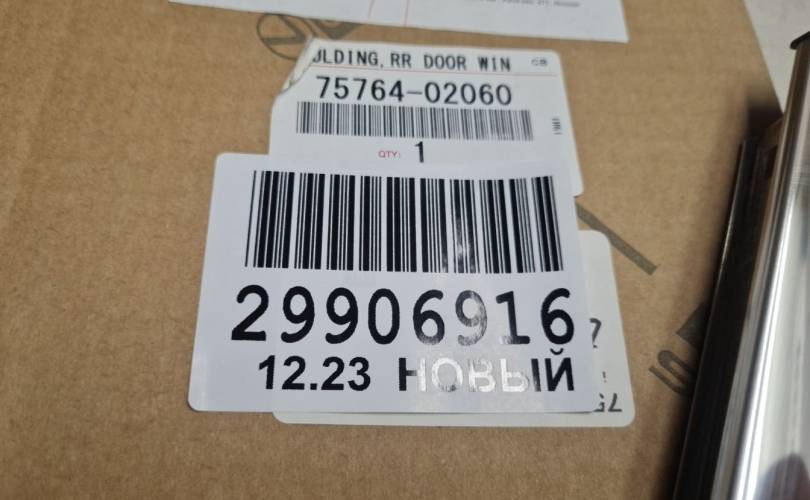 ULDING, RR DOOR WIN
75764-02060
QTY: 1
29906916
12.23 НОВЫЙ